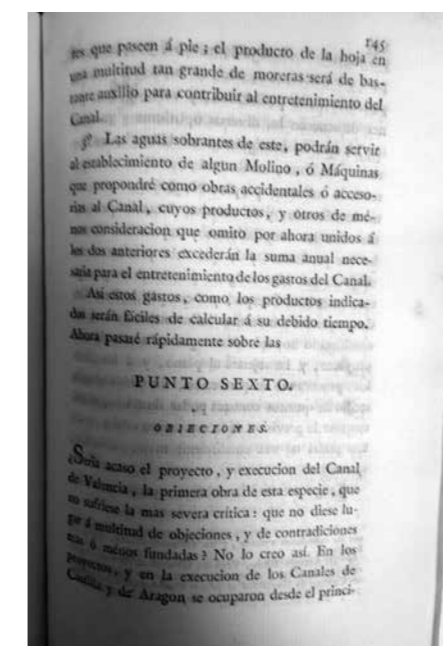 145
tes que paseen á pie; el producto de la hoja en
una multitud tan grande de moreras será de bas-
tante auxîlio para contribuir al entretenimiento del
Canal.
3º Las aguas sobrantes de este, podrán servir
al establecimiento de algun Molino, ó Máquinas
que propondré como obras accidentales ó acceso-
rias al Canal, cuyos productos, y otros de mé-
nos consideracion que omito por ahora unidos á
los dos anteriores excederán la suma anual nece-
saria para el entretenimiento de los gastos del Canal.
Asi estos gastos, como los productos indica-
dos serán fáciles de calcular á su debido tiempo.
Ahora pasaré rápidamente sobre las
PUNTO SEXTO.
OBJECIONES.
¿Sería acaso el proyecto, y execucion del Canal
de Valencia, la primera obra de esta especie, que
no sufriese la mas severa crítica: que no diese lu-
gar á multitud de objeciones, y de contradiciones
mas ó ménos fundadas? No lo creo así. En los
proyectos, y en la execucion de los Canales de
Castilla y de Aragon se ocuparon desde el princi-